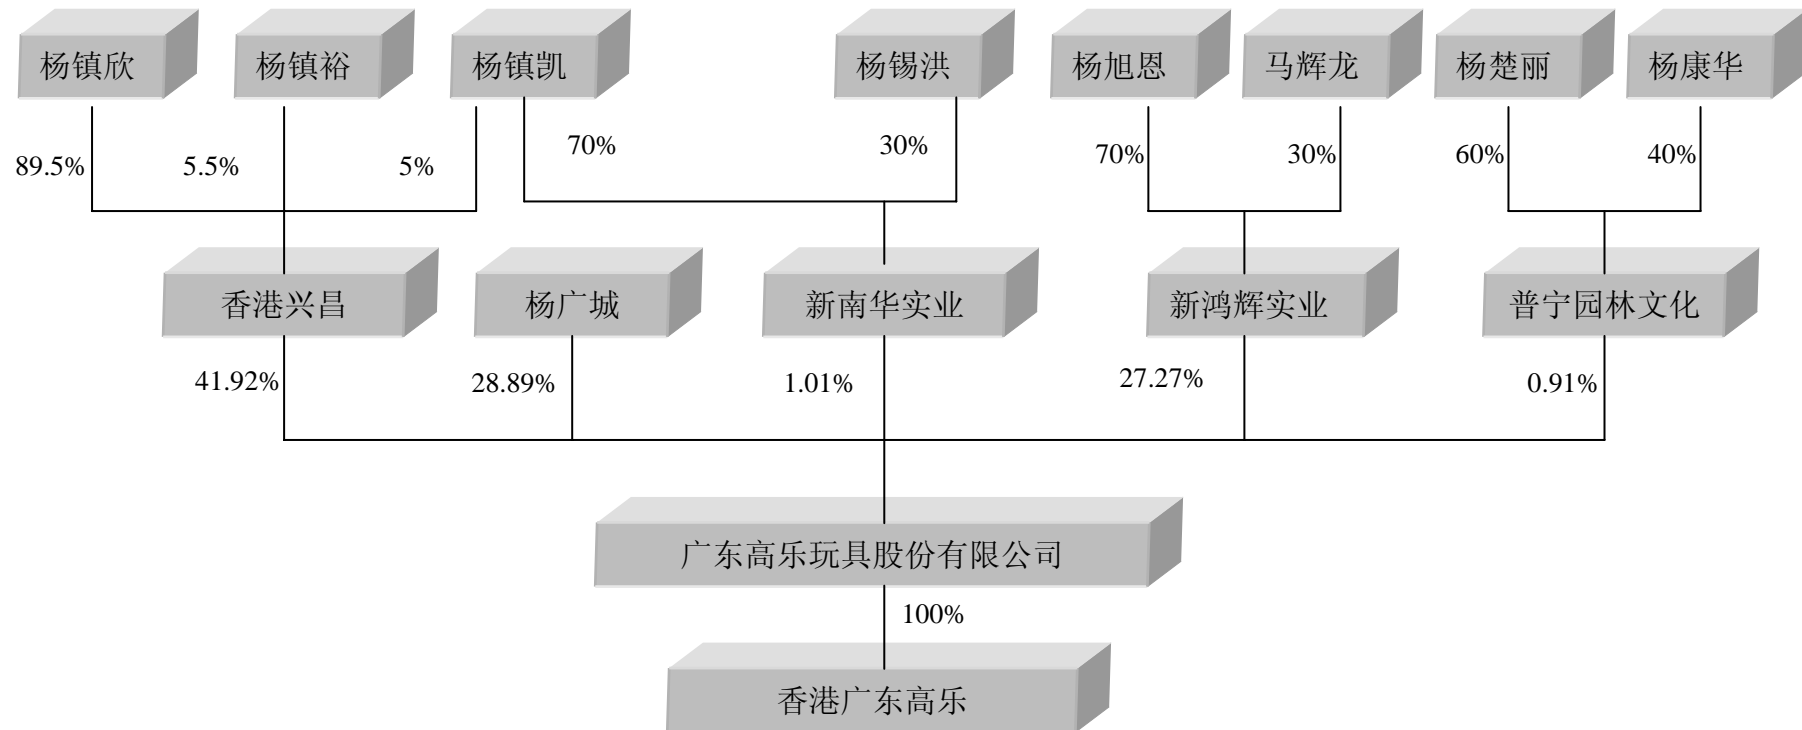 杨镇欣
杨镇裕
杨镇凯
杨锡洪
杨旭恩
马辉龙
杨楚丽
杨康华
89.5%
5.5%
5%
70%
30%
70%
30%
60%
40%
香港兴昌
杨广城
新南华实业
新鸿辉实业
普宁园林文化
41.92%
28.89%
1.01%
27.27%
0.91%
广东高乐玩具股份有限公司
100%
香港广东高乐